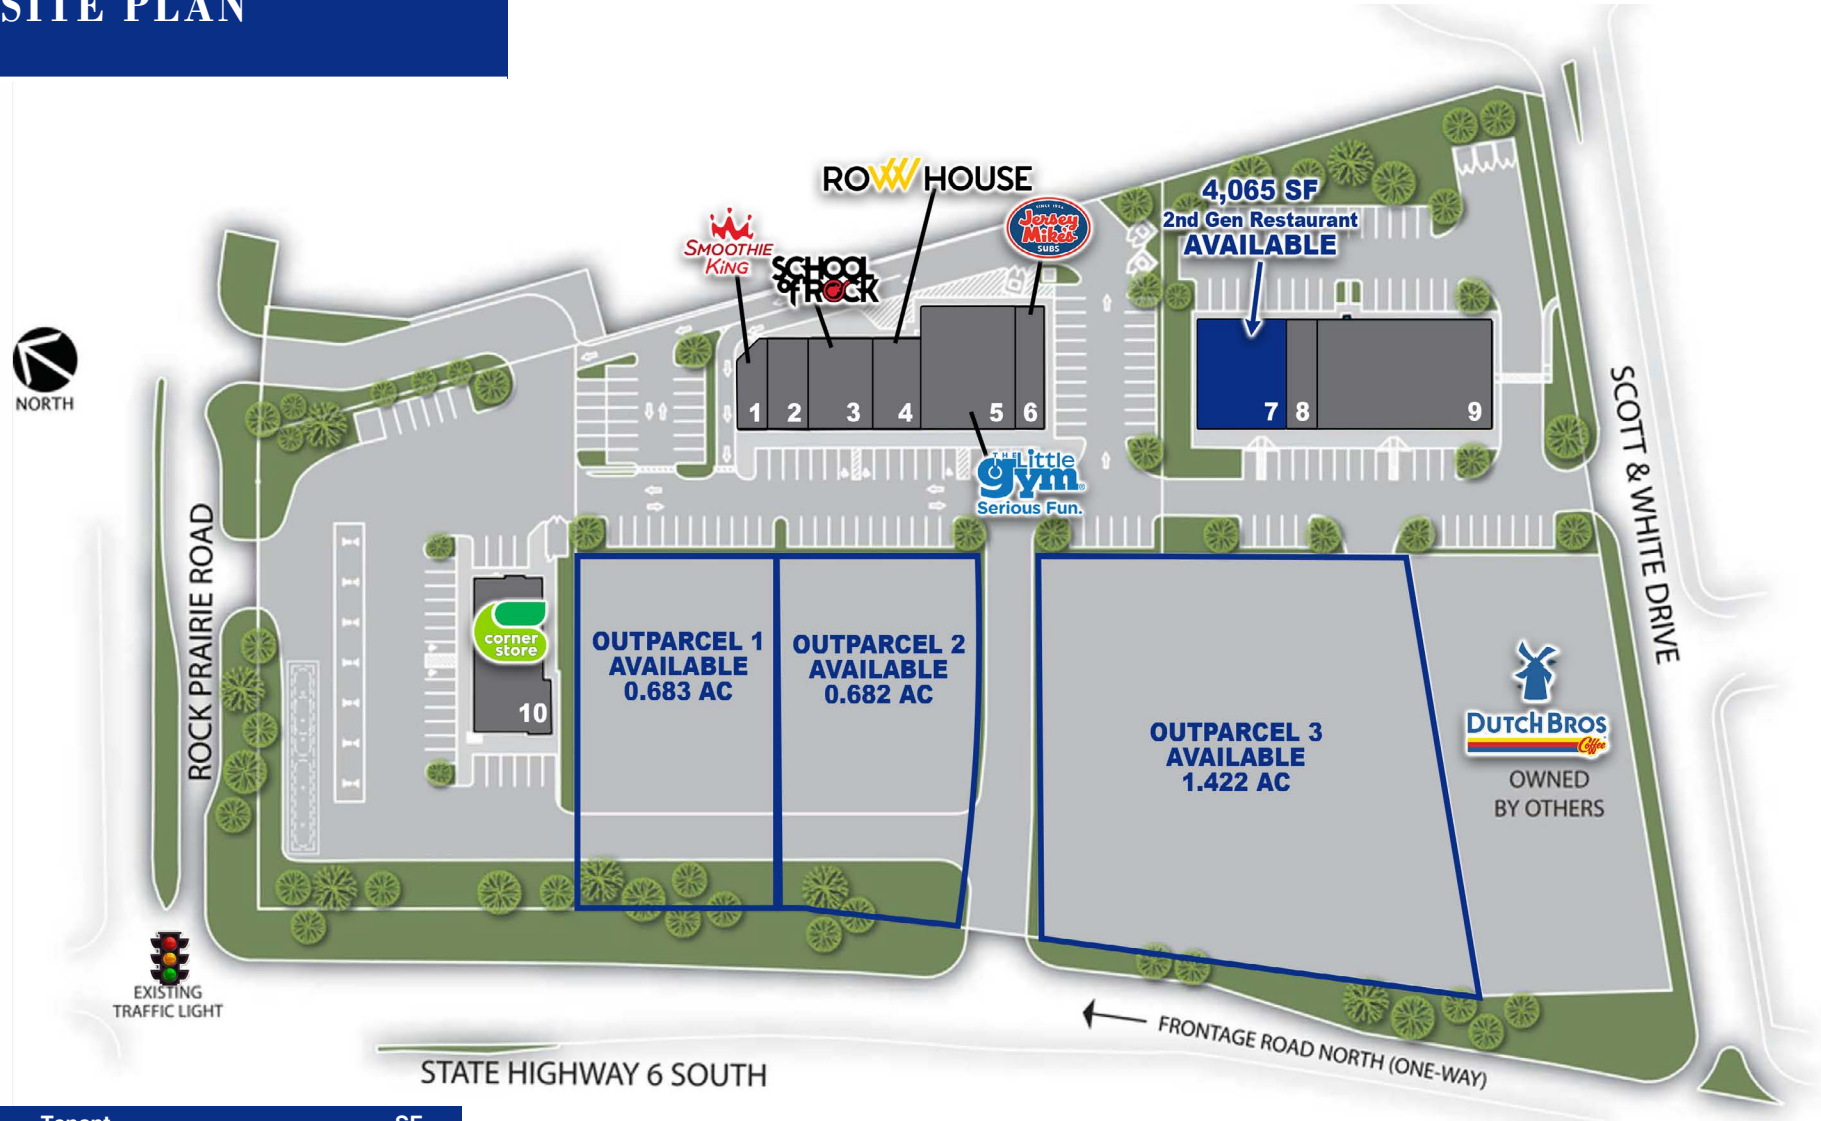 SITE PLAN
ROW HOUSE
SINCE 1956
Jersey
Mike's
SUBS
SMOOTHIE
KING
SCHOOL
of ROCK
4,065 SF
2nd Gen Restaurant
AVAILABLE
NORTH
1 2 3 4 5 6
7 8 9
THE Little
gym
Serious Fun.
SCOTT & WHITE DRIVE
ROCK PRAIRIE ROAD
corner
store
10
OUTPARCEL 1
AVAILABLE
0.683 AC
OUTPARCEL 2
AVAILABLE
0.682 AC
OUTPARCEL 3
AVAILABLE
1.422 AC
DUTCH BROS
Coffee
OWNED
BY OTHERS
EXISTING
TRAFFIC LIGHT
FRONTAGE ROAD NORTH (ONE-WAY)
STATE HIGHWAY 6 SOUTH
Tenant SF